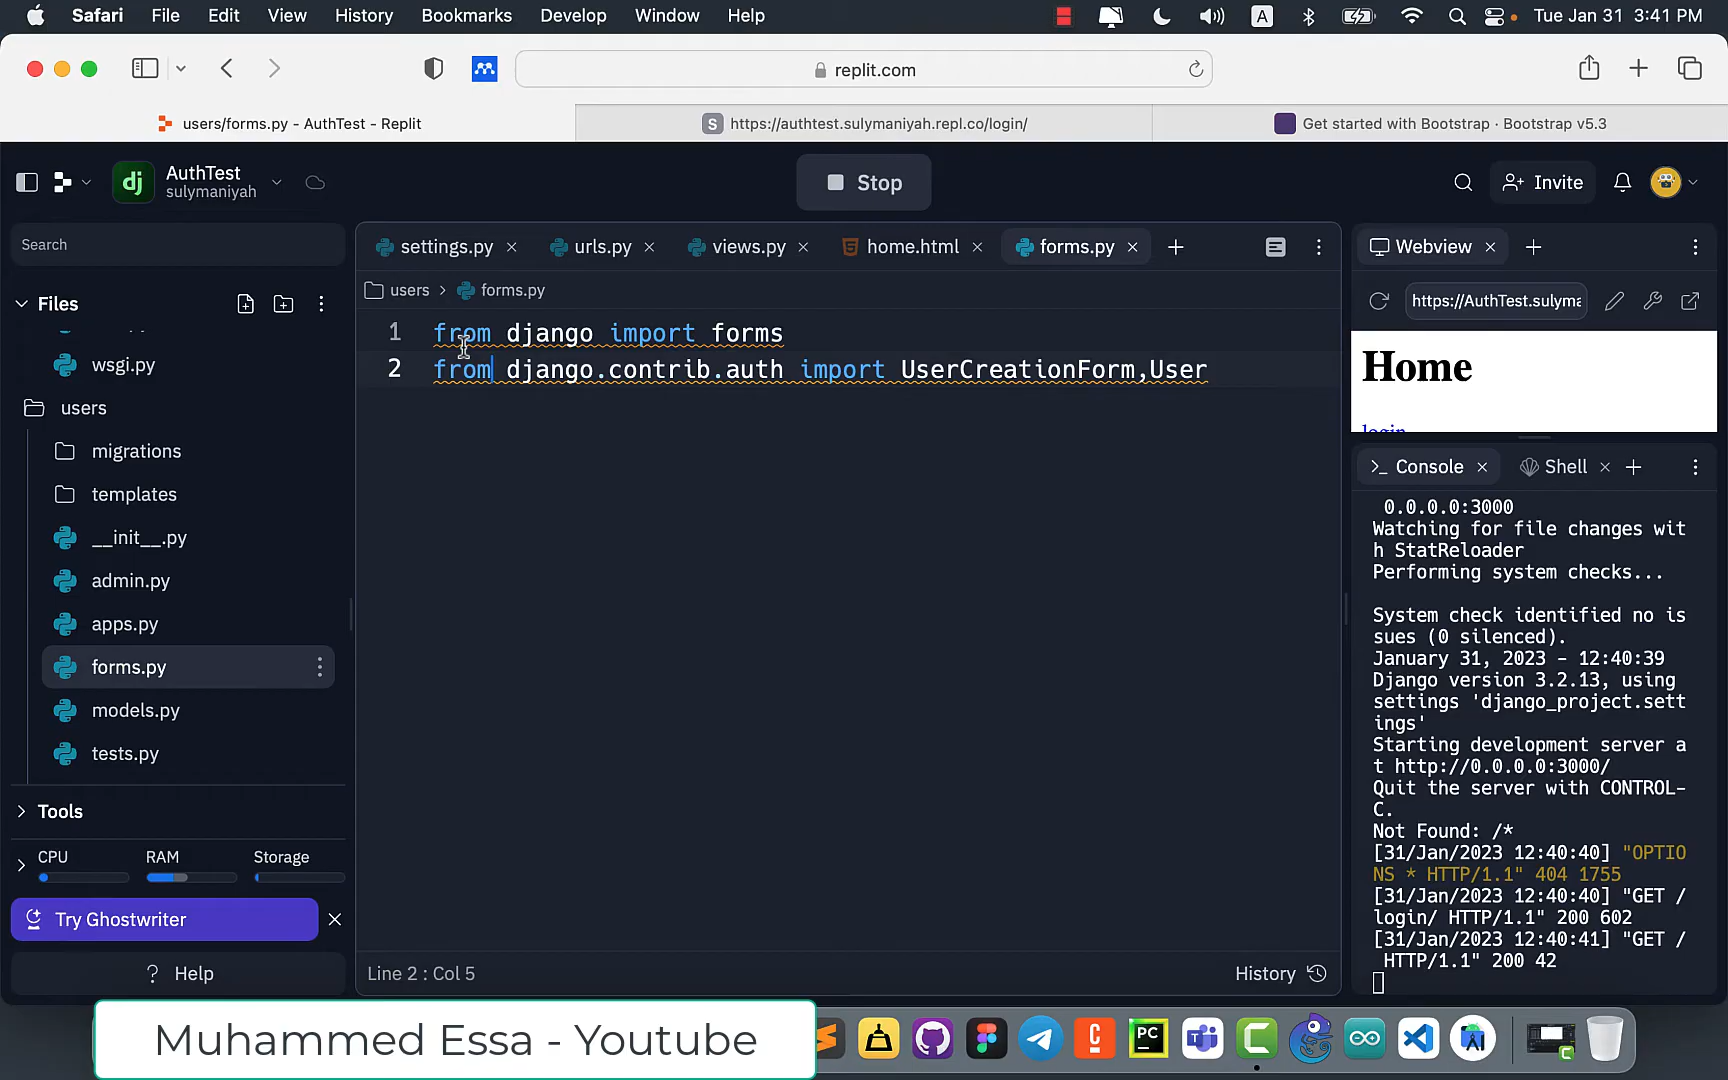 Safari File Edit View History Bookmarks Develop Window Help A Tue Jan 31 3:41 PM
replit.com
users/forms.py - AuthTest - Replit
S https://authtest.sulymaniyah.repl.co/login/
Get started with Bootstrap · Bootstrap v5.3
dj AuthTest
sulymaniyah
Stop
Invite
Search
settings.py × urls.py × views.py × home.html × forms.py ×
Webview ×
Files
users > forms.py
https://AuthTest.sulyma
1 from django import forms
2 from django.contrib.auth import UserCreationForm,User
wsgi.py
users
migrations
templates
__init__.py
admin.py
apps.py
forms.py
models.py
tests.py
Tools
CPU RAM Storage
Try Ghostwriter ×
? Help
Line 2 : Col 5
History
Home
login
>_ Console × Shell ×
0.0.0.0:3000
Watching for file changes wit
h StatReloader
Performing system checks...
System check identified no is
sues (0 silenced).
January 31, 2023 - 12:40:39
Django version 3.2.13, using
settings 'django_project.sett
ings'
Starting development server a
t http://0.0.0.0:3000/
Quit the server with CONTROL-
C.
Not Found: /*
[31/Jan/2023 12:40:40] "OPTIO
NS * HTTP/1.1" 404 1755
[31/Jan/2023 12:40:40] "GET /
login/ HTTP/1.1" 200 602
[31/Jan/2023 12:40:41] "GET /
HTTP/1.1" 200 42
Muhammed Essa - Youtube
PC